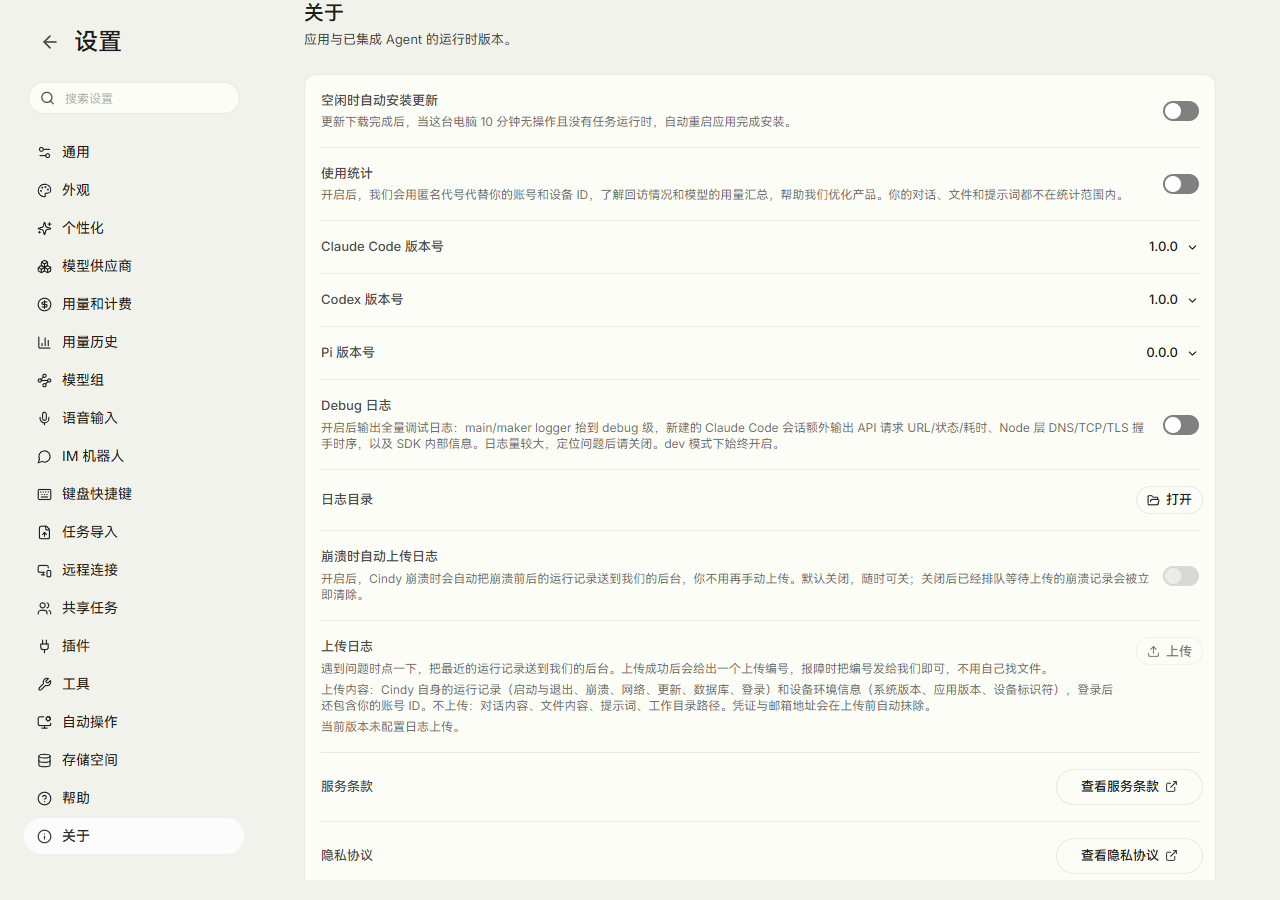 设置
搜索设置
通用
外观
个性化
模型供应商
用量和计费
用量历史
模型组
语音输入
IM 机器人
键盘快捷键
任务导入
远程连接
共享任务
插件
工具
自动操作
存储空间
帮助
关于
关于
应用与已集成 Agent 的运行时版本。
空闲时自动安装更新
更新下载完成后，当这台电脑 10 分钟无操作且没有任务运行时，自动重启应用完成安装。
使用统计
开启后，我们会用匿名代号代替你的账号和设备 ID，了解回访情况和模型的用量汇总，帮助我们优化产品。你的对话、文件和提示词都不在统计范围内。
Claude Code 版本号
1.0.0
Codex 版本号
1.0.0
Pi 版本号
0.0.0
Debug 日志
开启后输出全量调试日志：main/maker logger 抬到 debug 级，新建的 Claude Code 会话额外输出 API 请求 URL/状态/耗时、Node 层 DNS/TCP/TLS 握
手时序，以及 SDK 内部信息。日志量较大，定位问题后请关闭。dev 模式下始终开启。
日志目录
打开
崩溃时自动上传日志
开启后，Cindy 崩溃时会自动把崩溃前后的运行记录送到我们的后台，你不用再手动上传。默认关闭，随时可关；关闭后已经排队等待上传的崩溃记录会被立
即清除。
上传日志
上传
遇到问题时点一下，把最近的运行记录送到我们的后台。上传成功后会给出一个上传编号，报障时把编号发给我们即可，不用自己找文件。
上传内容：Cindy 自身的运行记录（启动与退出、崩溃、网络、更新、数据库、登录）和设备环境信息（系统版本、应用版本、设备标识符），登录后
还包含你的账号 ID。不上传：对话内容、文件内容、提示词、工作目录路径。凭证与邮箱地址会在上传前自动抹除。
当前版本未配置日志上传。
服务条款
查看服务条款
隐私协议
查看隐私协议